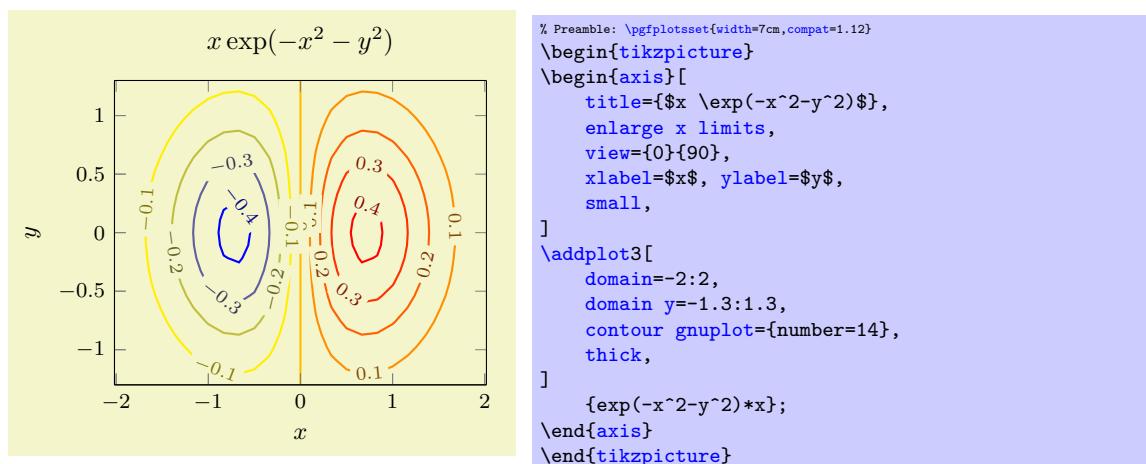 x exp(−x² − y²)
1
0.5
0
−0.5
−1
y
−2
−1
0
1
2
x
−0.1
−0.3
−0.4
−0.2
−0.1
−0.2
−0.3
−0.1
0.3
0.4
0.1
0.1
0.2
0.2
0.3
0.1
% Preamble: \pgfplotsset{width=7cm,compat=1.12}
\begin{tikzpicture}
\begin{axis}[
    title={$x \exp(-x^2-y^2)$},
    enlarge x limits,
    view={0}{90},
    xlabel=$x$, ylabel=$y$,
    small,
]
\addplot3[
    domain=-2:2,
    domain y=-1.3:1.3,
    contour gnuplot={number=14},
    thick,
]
    {exp(-x^2-y^2)*x};
\end{axis}
\end{tikzpicture}